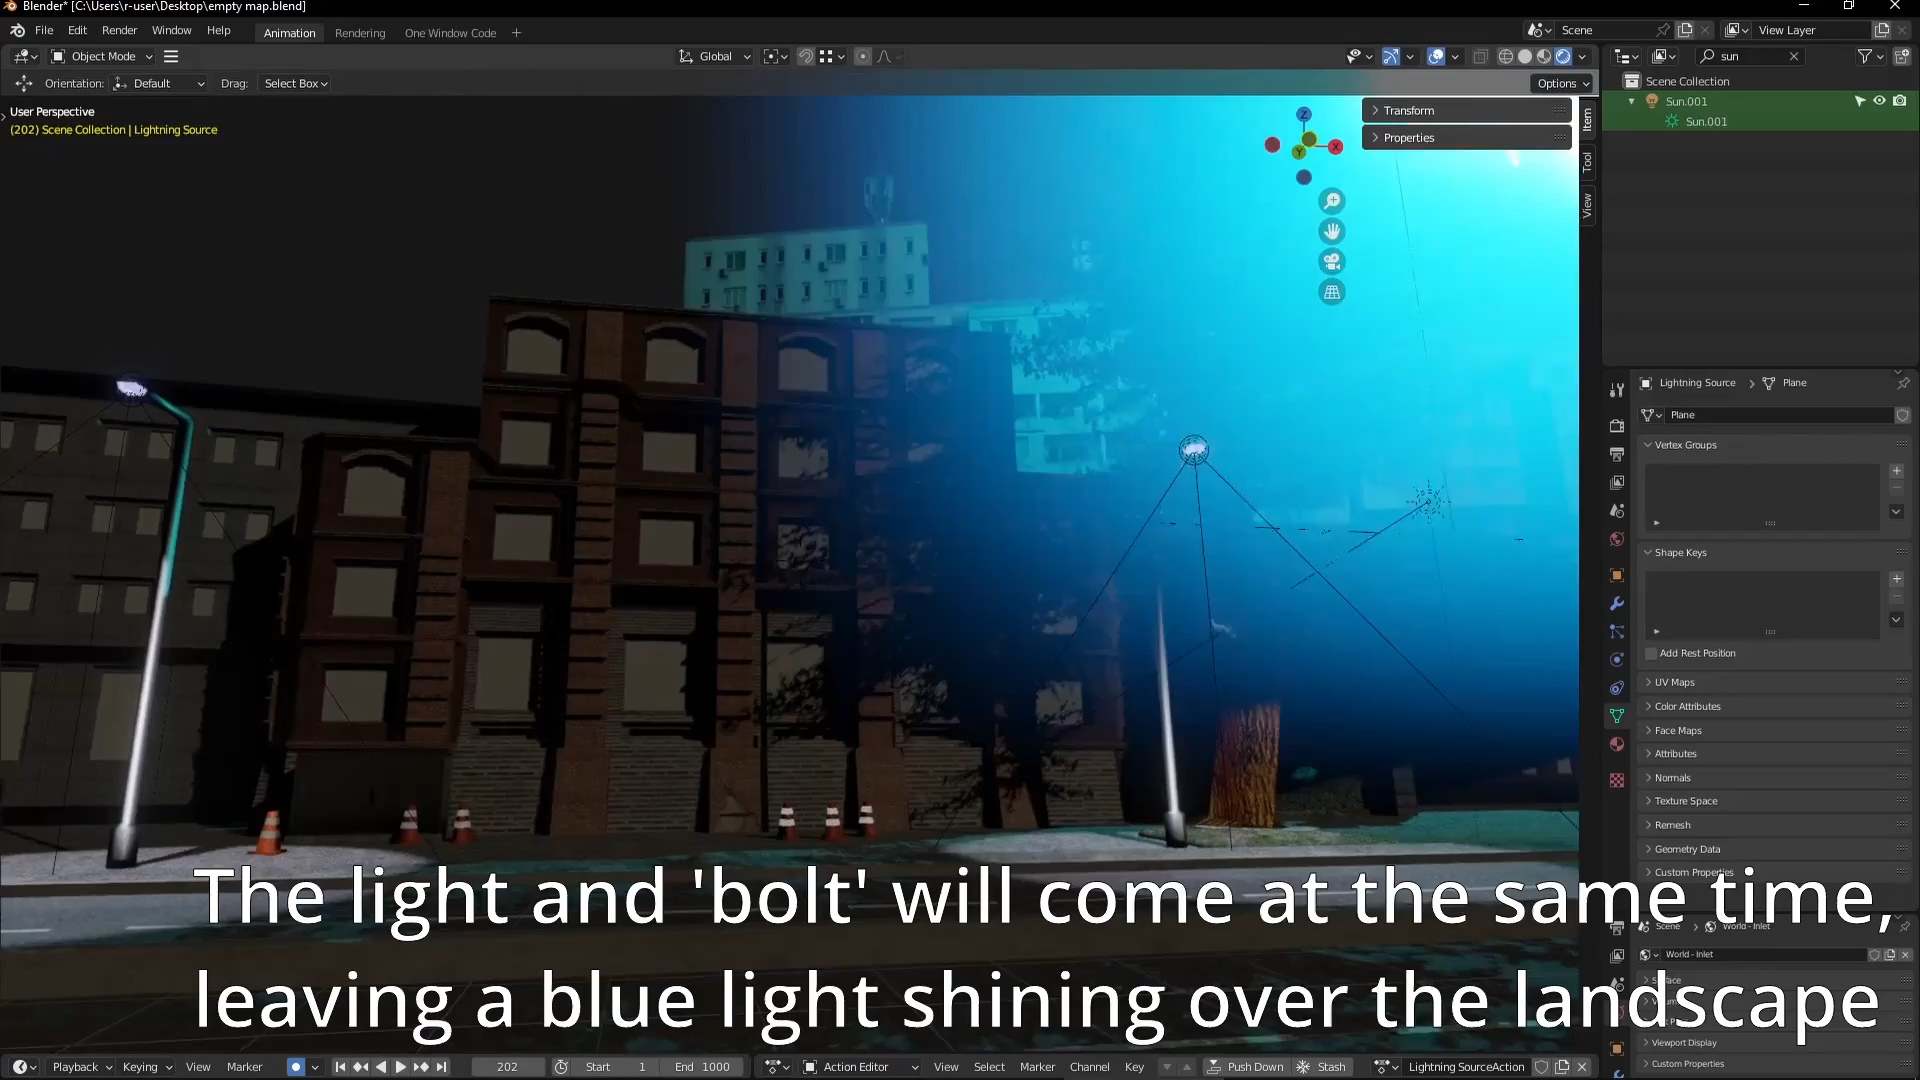 Blender* [C:\Users\r-user\Desktop\empty map.blend]
File Edit Render Window Help Animation Rendering One Window Code + Scene View Layer
Object Mode Global sun
Orientation: Default Drag: Select Box Options
User Perspective
(202) Scene Collection | Lightning Source
Z
X
Y
Transform
Properties
Item
Tool
View
Scene Collection
Sun.001
Sun.001
Lightning Source > Plane
Plane
Vertex Groups
Shape Keys
Add Rest Position
UV Maps
Color Attributes
Face Maps
Attributes
Normals
Texture Space
Remesh
Geometry Data
Custom Properties
Scene > World - Inlet
World - Inlet
Viewport Display
Custom Properties
The light and 'bolt' will come at the same time,
leaving a blue light shining over the landscape
Playback Keying View Marker 202 Start 1 End 1000 Action Editor View Select Marker Channel Key Push Down Stash Lightning SourceAction